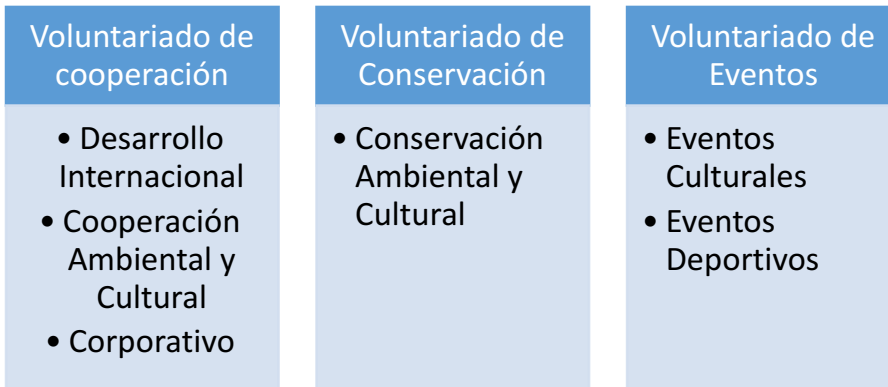 Voluntariado de
cooperación
• Desarrollo
Internacional
• Cooperación
Ambiental y
Cultural
• Corporativo
Voluntariado de
Conservación
• Conservación
Ambiental y
Cultural
Voluntariado de
Eventos
• Eventos
Culturales
• Eventos
Deportivos